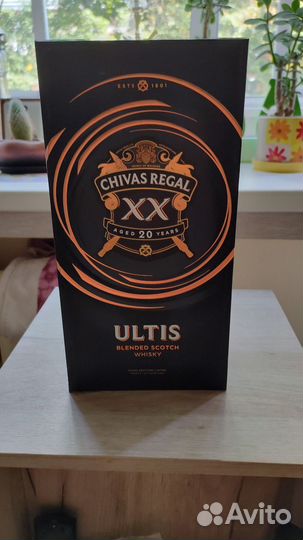 ESTD 1801
CHIVAS REGAL
XX
AGED 20 YEARS
ULTIS
BLENDED SCOTCH
WHISKY
Avito